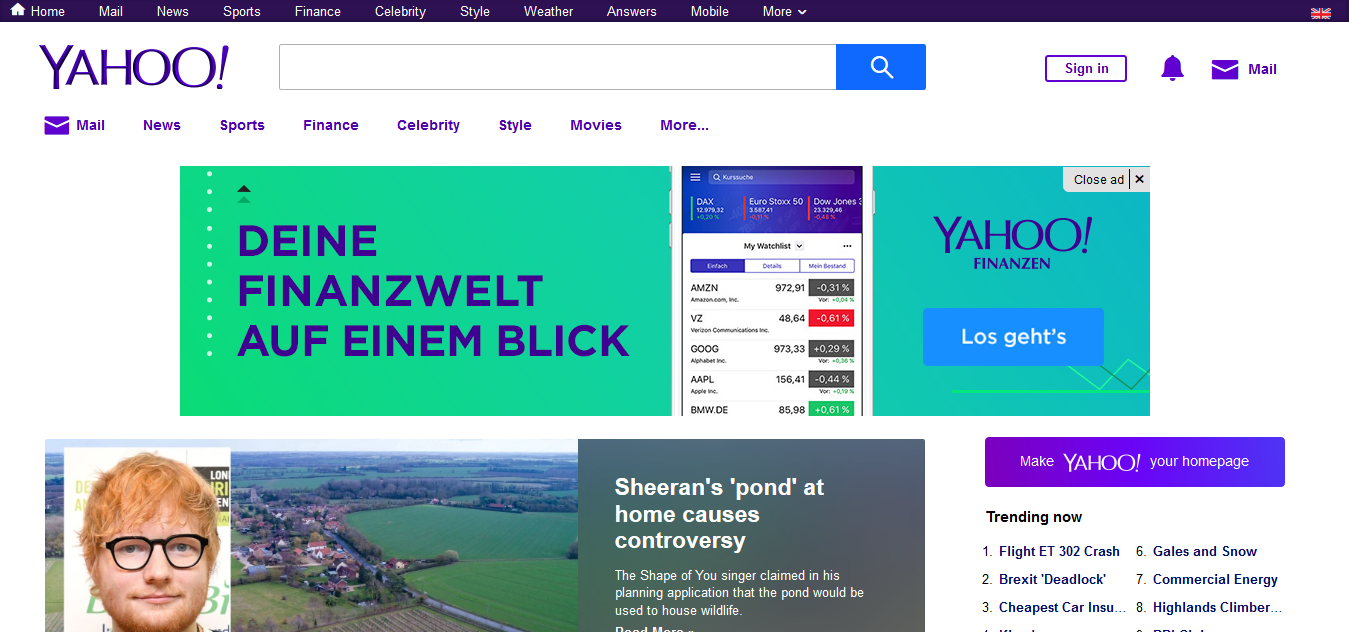 Home Mail News Sports Finance Celebrity Style Weather Answers Mobile More
YAHOO!
Sign in
Mail
Mail News Sports Finance Celebrity Style Movies More...
DEINE
FINANZWELT
AUF EINEM BLICK
Kurssuche
DAX
12.979,32
+0,20 %
Euro Stoxx 50
3.587,41
-0,11 %
Dow Jones 3
23.329,46
-0,48 %
My Watchlist
Einfach Details Mein Bestand
AMZN 972,91 -0,31 %
Amazon.com, Inc. Vor: +0,04 %
VZ 48,64 -0,61 %
Verizon Communications Inc.
GOOG 973,33 +0,29 %
Alphabet Inc. Vor: +0,36 %
AAPL 156,41 -0,44 %
Apple Inc. Vor: +0,19 %
BMW.DE 85,98 +0,61 %
Close ad ✕
YAHOO!
FINANZEN
Los geht's
Sheeran's 'pond' at
home causes
controversy
The Shape of You singer claimed in his
planning application that the pond would be
used to house wildlife.
Read More »
Make YAHOO! your homepage
Trending now
1. Flight ET 302 Crash
2. Brexit 'Deadlock'
3. Cheapest Car Insu...
6. Gales and Snow
7. Commercial Energy
8. Highlands Climber...